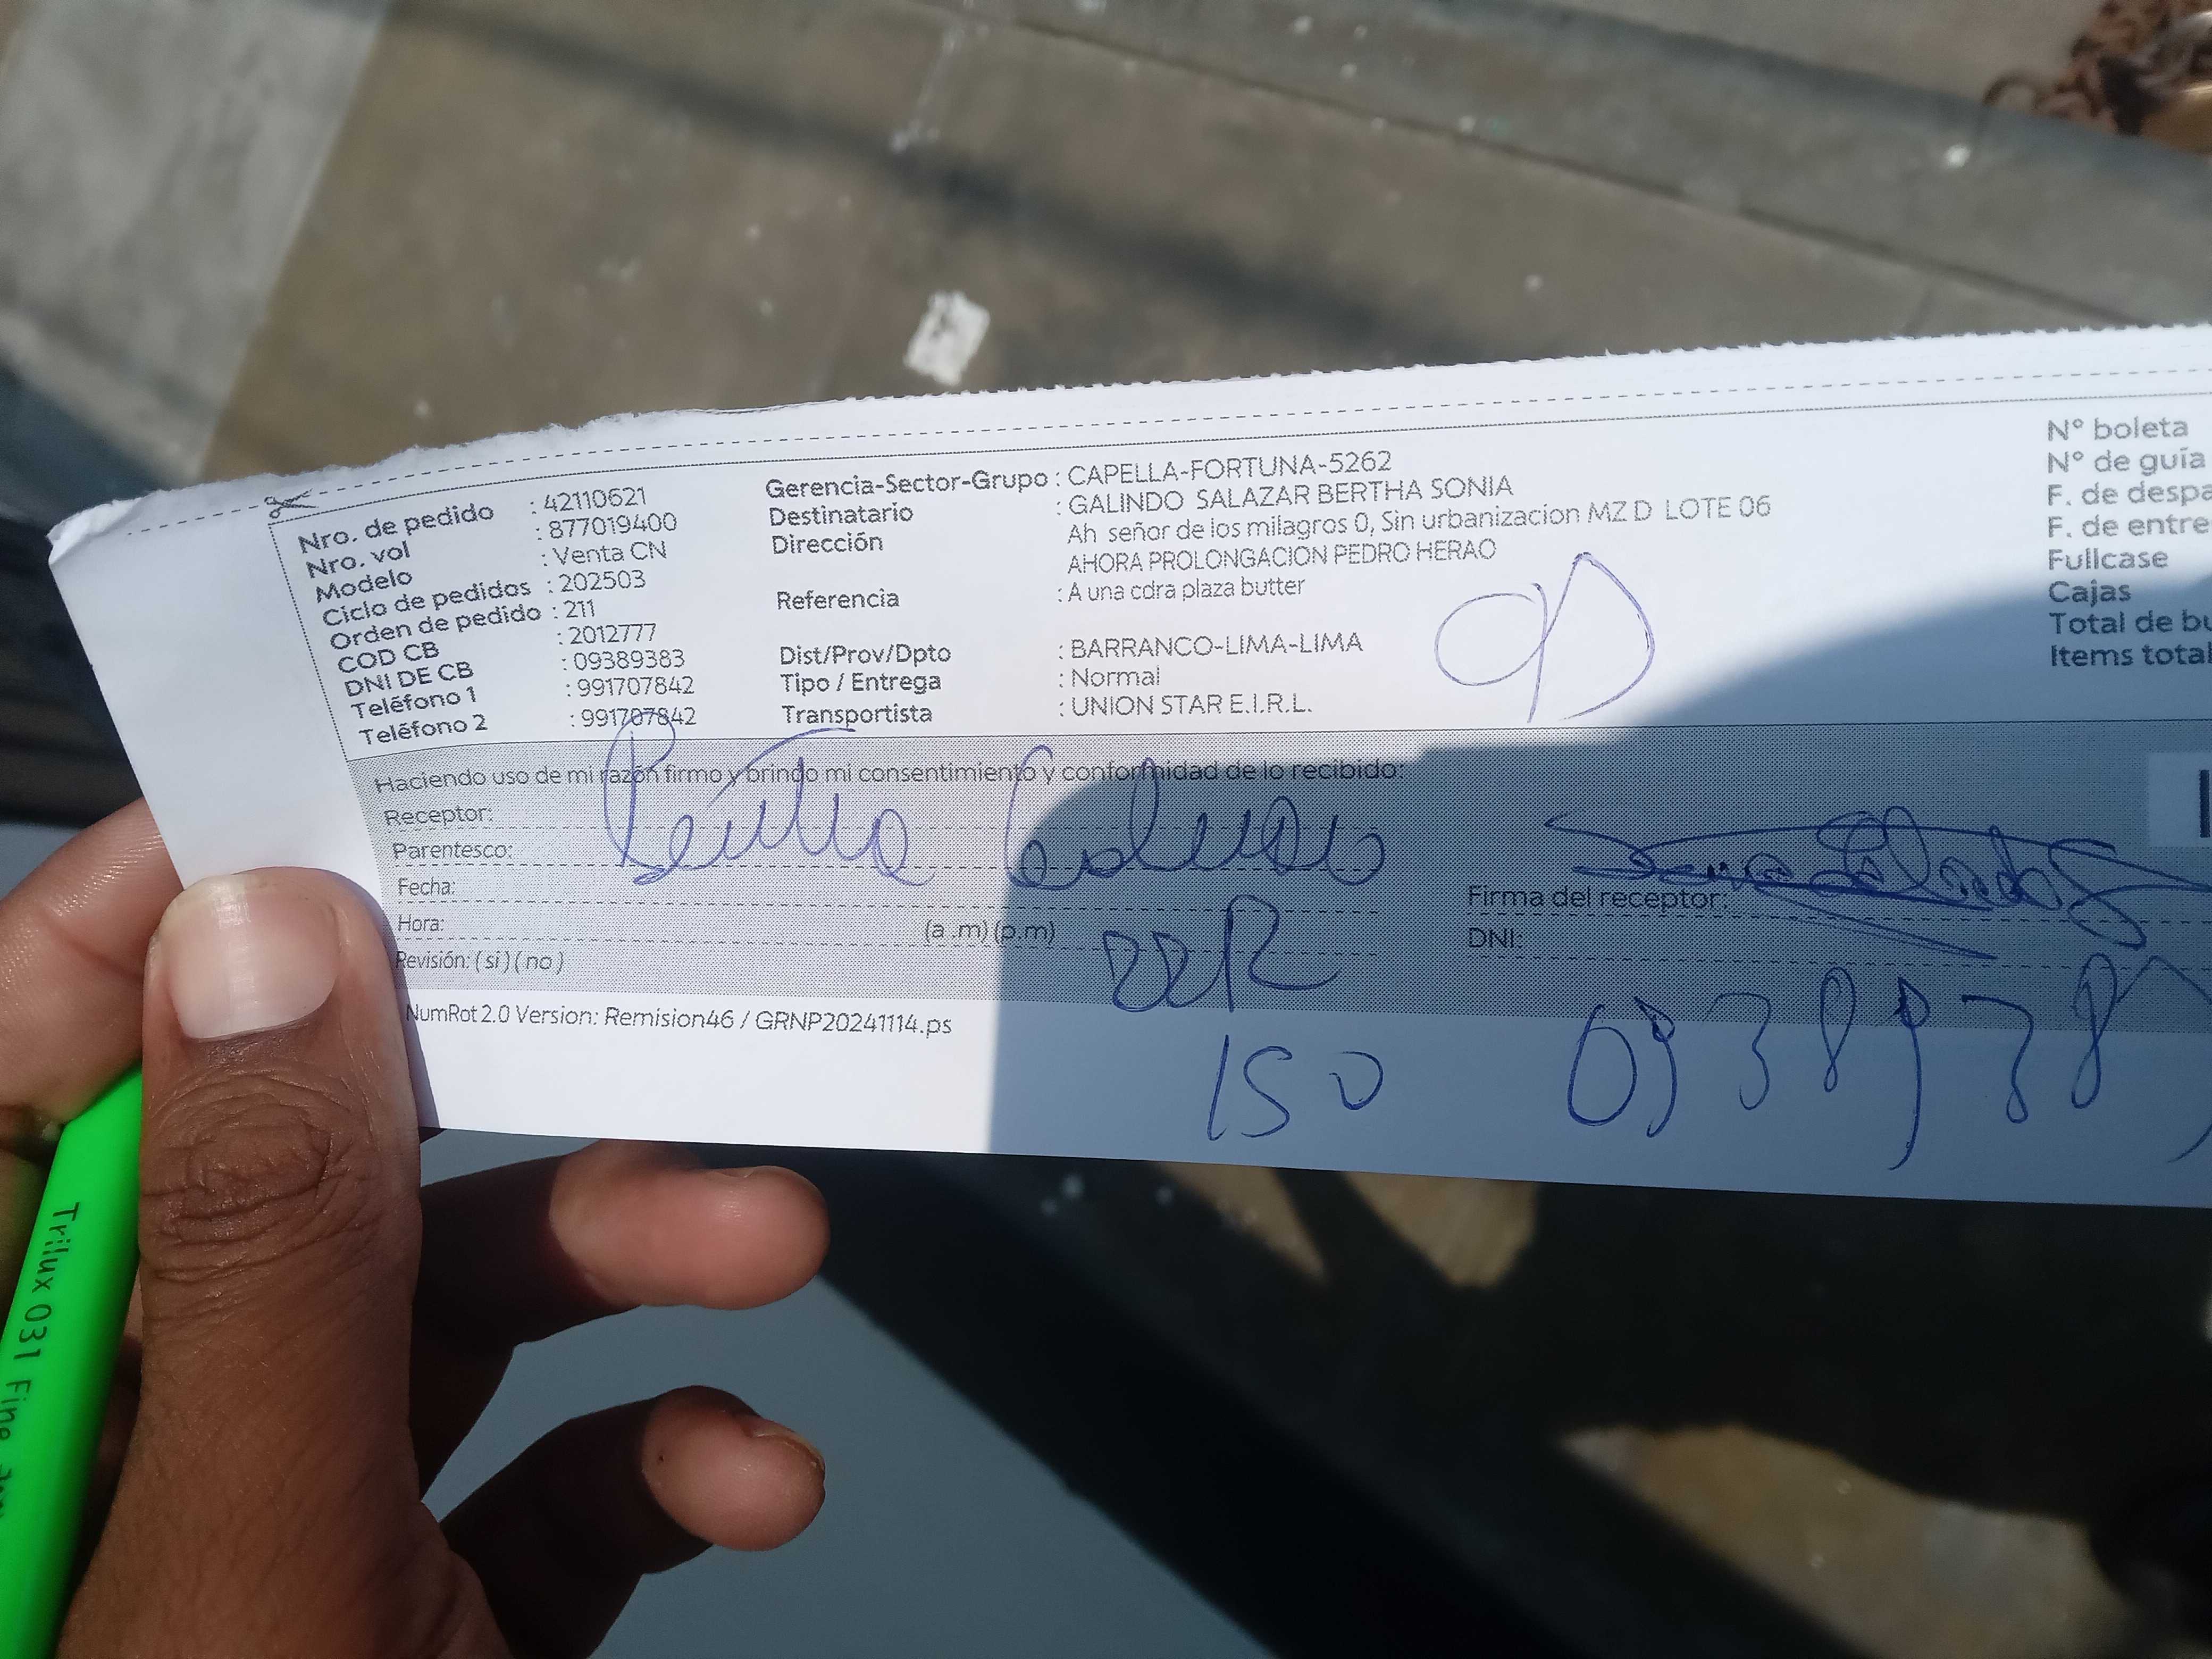 Nro. de pedido : 42110621
Nro. vol : 877019400
Modelo : Venta CN
Ciclo de pedidos : 202503
Orden de pedido : 211
COD CB : 2012777
DNI DE CB : 09389383
Teléfono 1 : 991707842
Teléfono 2 : 991707842
Gerencia-Sector-Grupo : CAPELLA-FORTUNA-5262
Destinatario : GALINDO SALAZAR BERTHA SONIA
Dirección Ah señor de los milagros 0, Sin urbanizacion MZ D LOTE 06
AHORA PROLONGACION PEDRO HERAO
Referencia : A una cdra plaza butter
Dist/Prov/Dpto : BARRANCO-LIMA-LIMA
Tipo / Entrega : Normal
Transportista : UNION STAR E.I.R.L.
N° boleta
N° de guía
F. de despa
F. de entre
Fullcase
Cajas
Total de bu
Items total
Haciendo uso de mi razón firmo y brindo mi consentimiento y conformidad de lo recibido:
Receptor: Bertha
Parentesco:
Fecha:
Hora: (a .m) (p.m)
Revisión: ( si ) ( no )
Firma del receptor:
DNI:
150
NumRot 2.0 Version: Remision46 / GRNP20241114.ps
Trilux 031 Fine